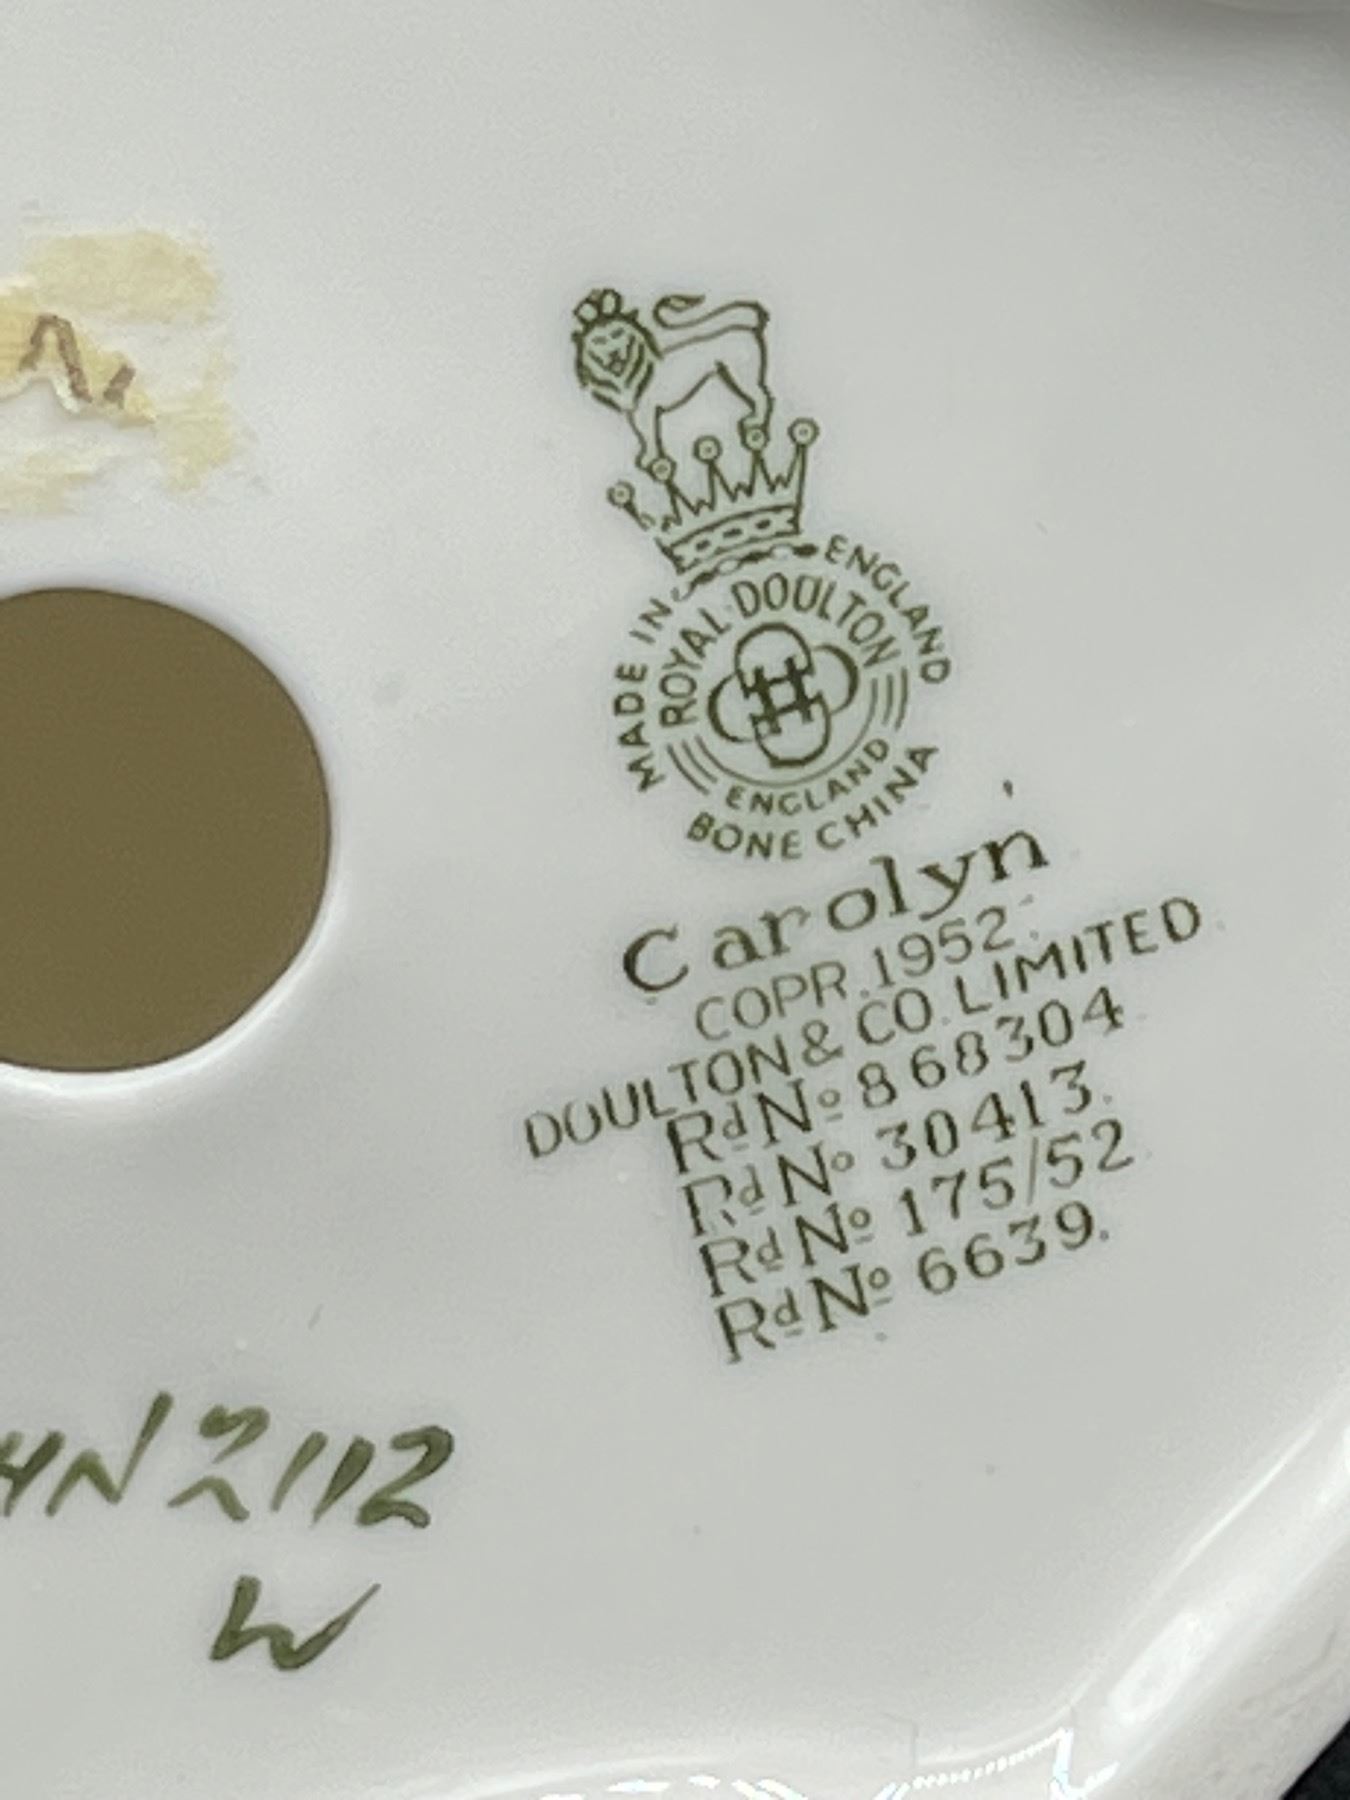 MADE IN ENGLAND
ROYAL DOULTON
ENGLAND
BONE CHINA
Carolyn
COPR. 1952.
DOULTON & CO. LIMITED
Rd No 868304
Rd No 30413.
Rd No 175/52
Rd No 6639.
HN 2112
W